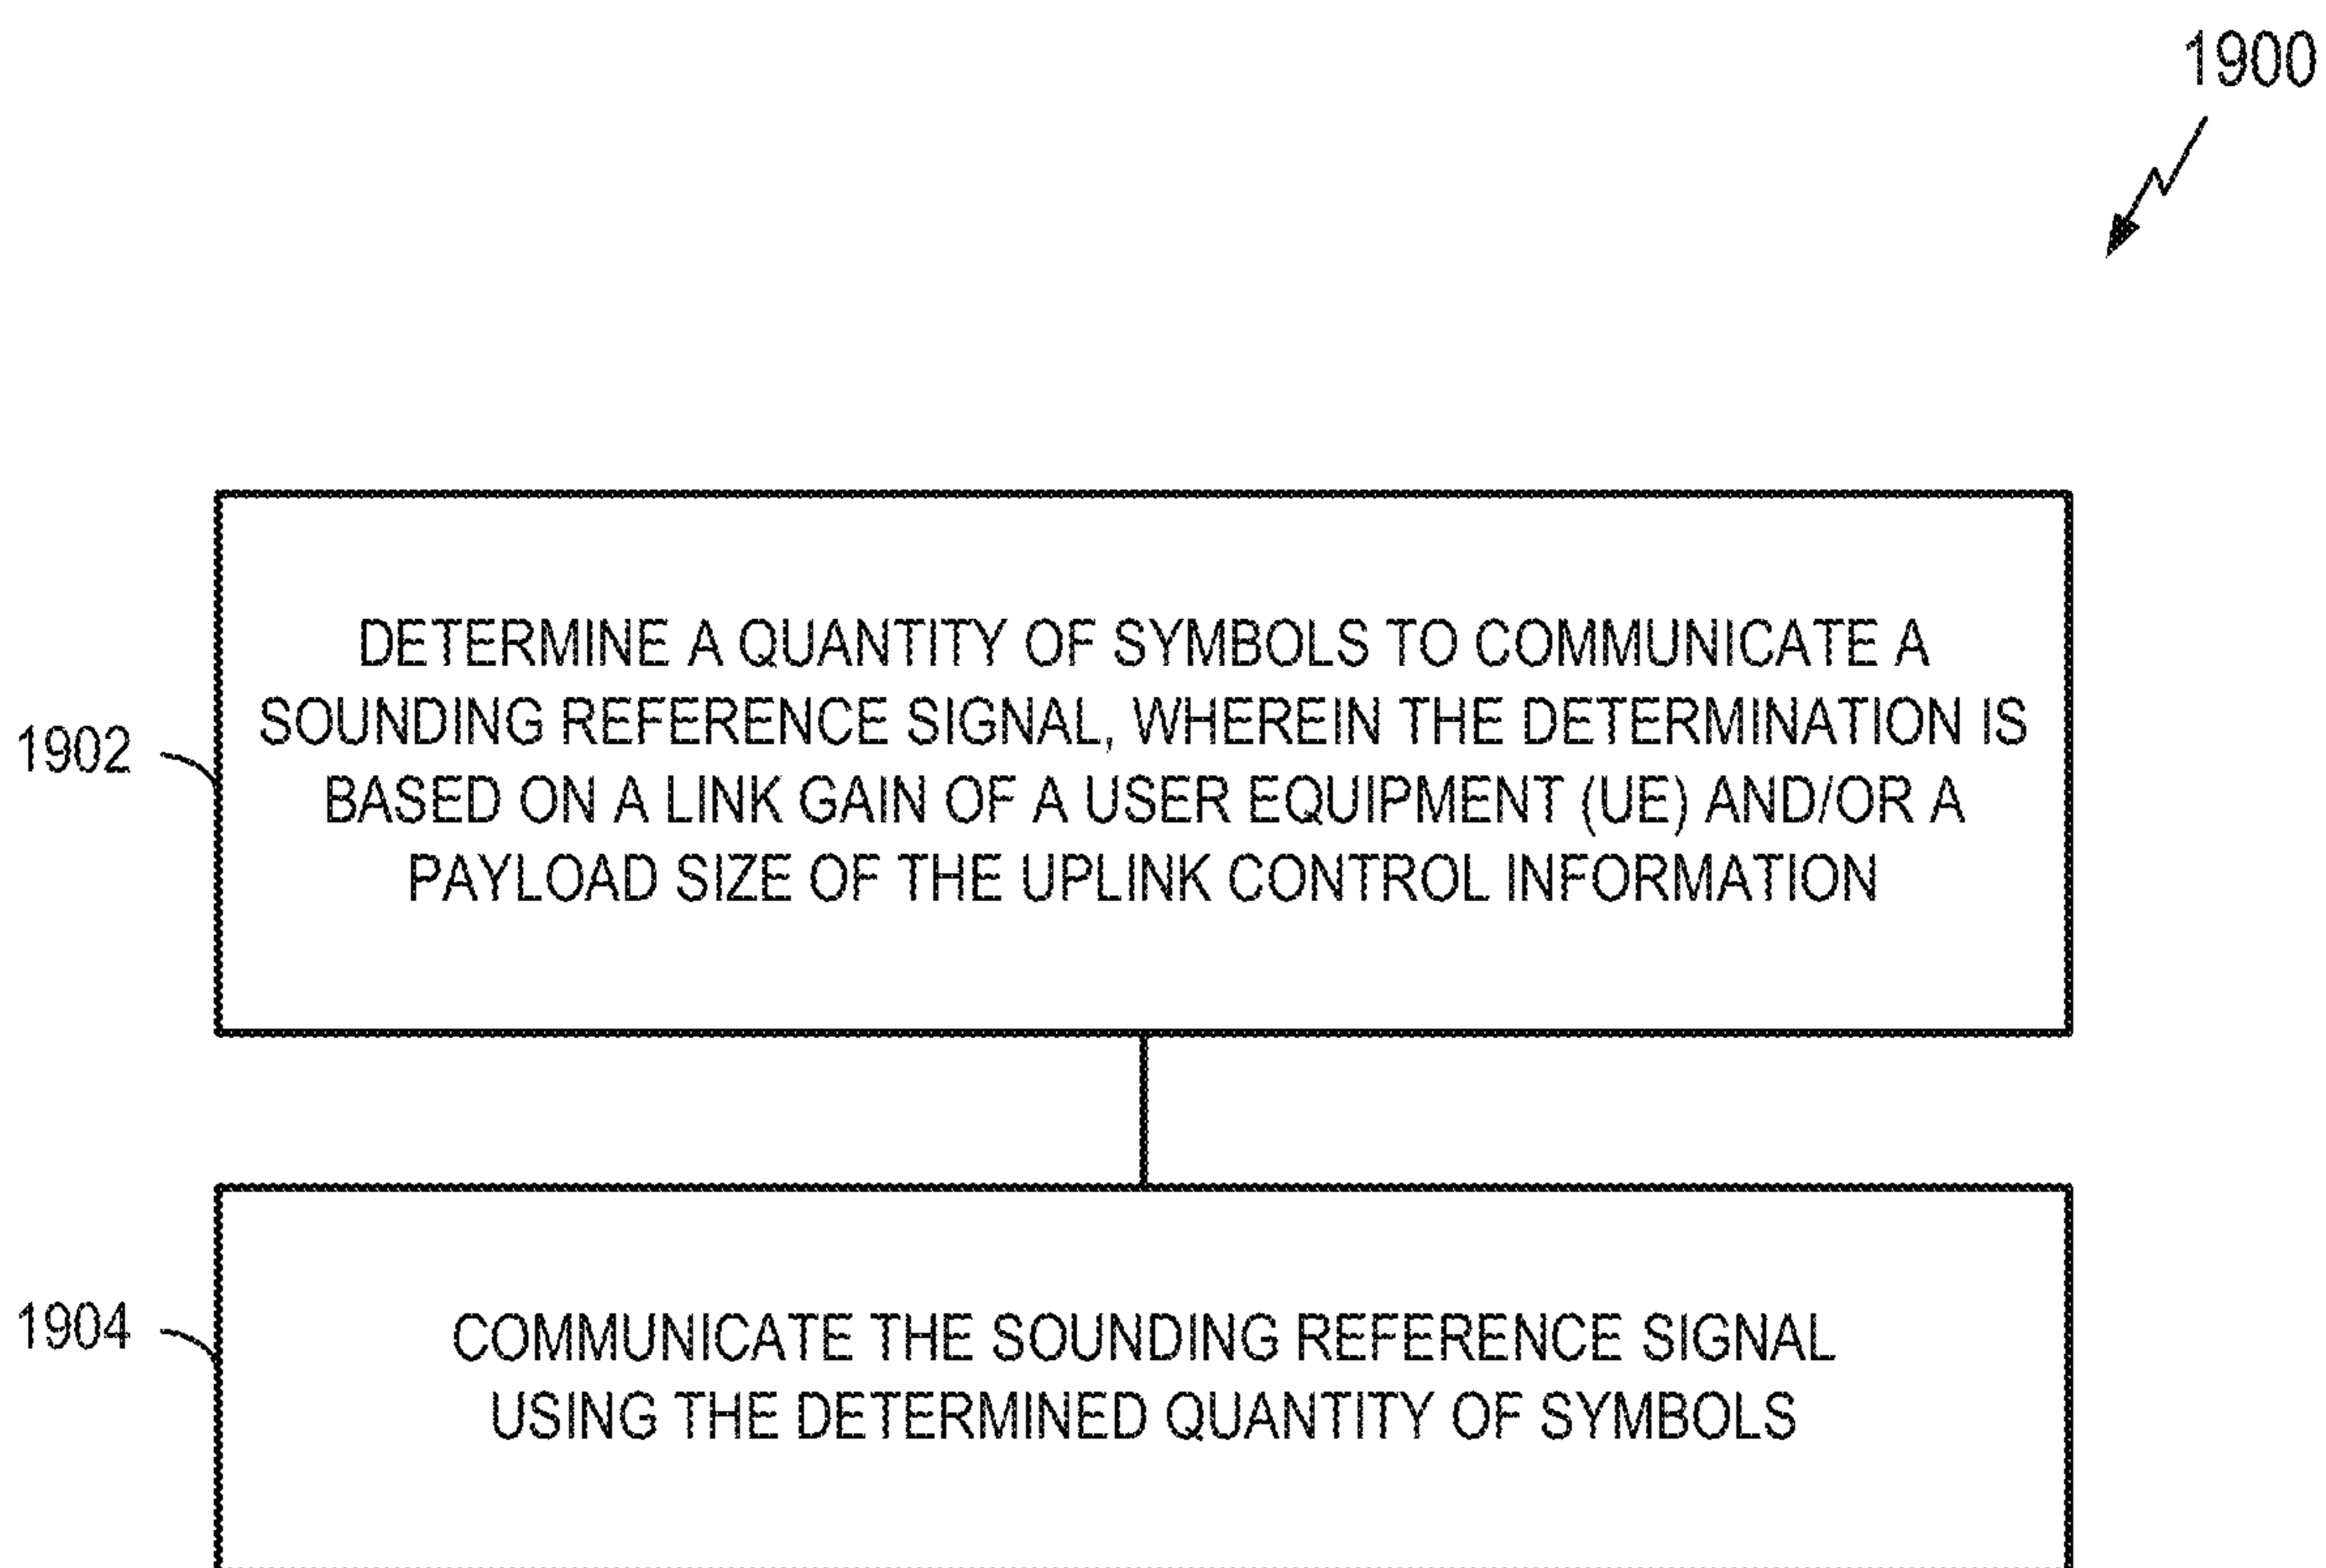 1900
DETERMINE A QUANTITY OF SYMBOLS TO COMMUNICATE A
SOUNDING REFERENCE SIGNAL, WHEREIN THE DETERMINATION IS
1902
BASED ON A LINK GAIN OF A USER EQUIPMENT (UE) AND/OR A
PAYLOAD SIZE OF THE UPLINK CONTROL INFORMATION
1904
COMMUNICATE THE SOUNDING REFERENCE SIGNAL
USING THE DETERMINED QUANTITY OF SYMBOLS